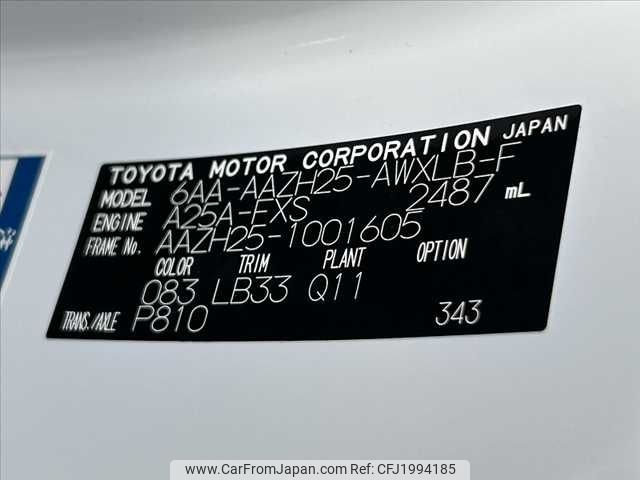 TOYOTA MOTOR CORPORATION JAPAN
MODEL 6AA-AAZH25-AWXLB-F
ENGINE A25A-FXS 2487 mL
FRAME No. AAZH25-1001605
COLOR TRIM PLANT OPTION
083 LB33 Q11
TRANS./AXLE P810 343
www.CarFromJapan.com CFJ1994185